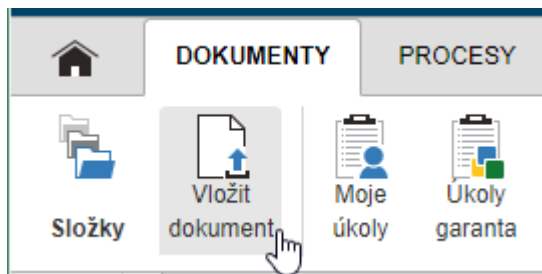 DOKUMENTY
PROCESY
Složky
Vložit
dokument
Moje
úkoly
Úkoly
garanta